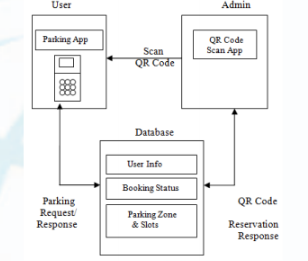 User
Admin
Parking App
QR Code
Scan App
Scan
QR Code
Database
User Info
Booking Status
Parking Zone
& Slots
Parking
Request/
Response
QR Code
Reservation
Response